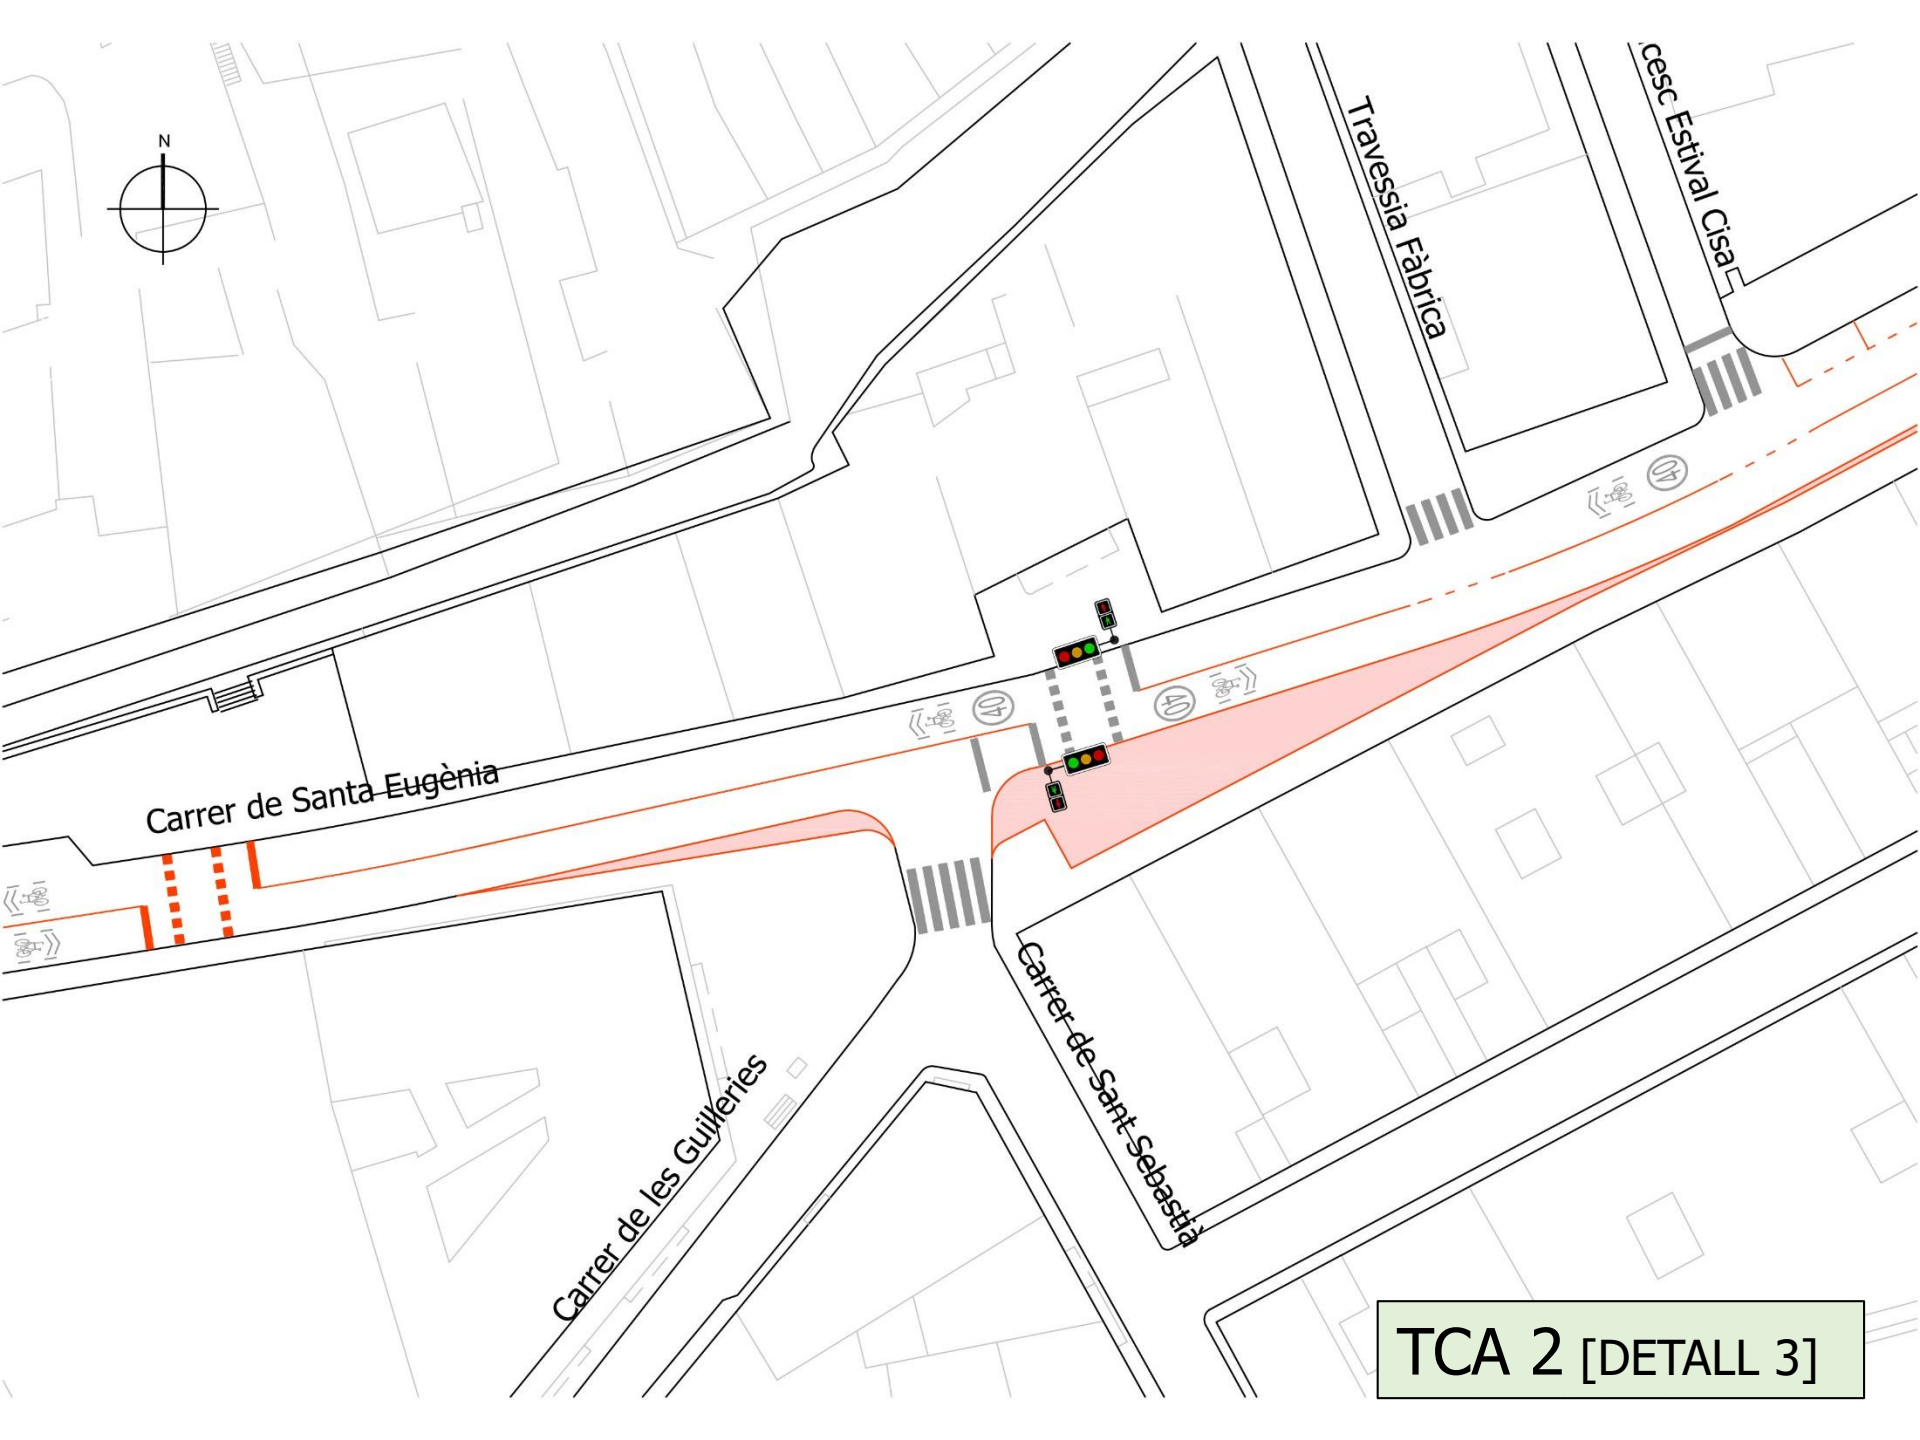 N
Travessia Fàbrica
cesc Estival Cisa
40
40
40
Carrer de Santa Eugènia
Carrer de Sant Sebastià
Carrer de les Guilleries
TCA 2 [DETALL 3]